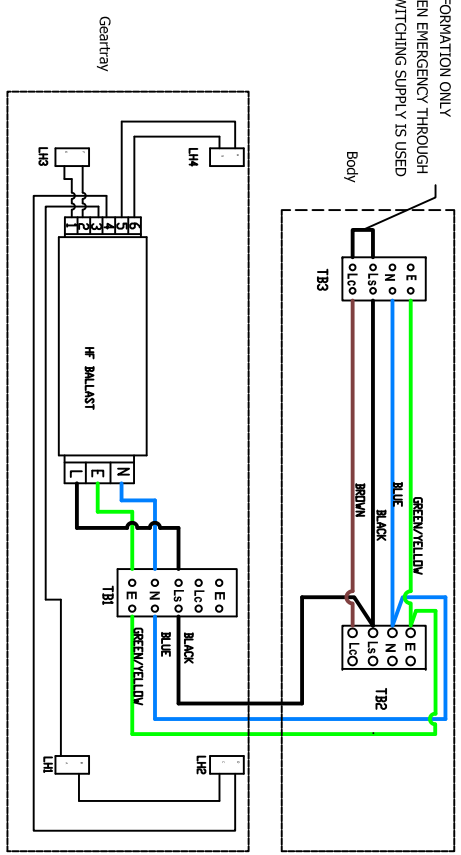 FORMATION ONLY
EN EMERGENCY THROUGH
WITCHING SUPPLY IS USED
Geartray
Body
LH4
LH3
1 2 3 4 5 6
HF BALLAST
L E N
TB3
Lc Ls N E
BROWN
BLACK
BLUE
GREEN/YELLOW
TB2
Lc Ls N E
TB1
E N Ls Lc E
GREEN/YELLOW
BLUE
BLACK
LH1
LH2